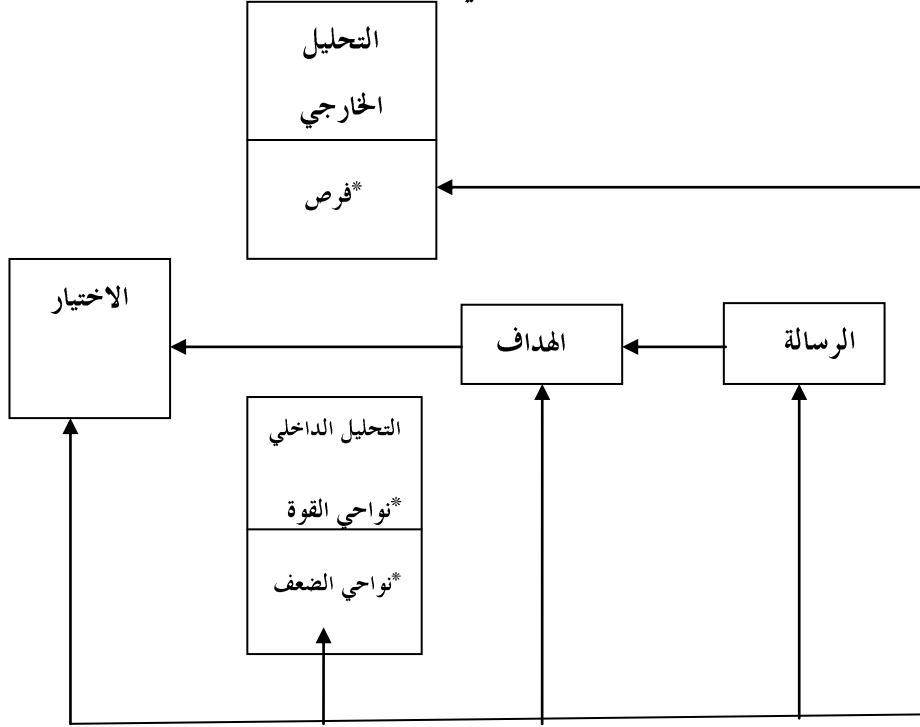 التحليل
الخارجي
*فرص
الرسالة
الهداف
الاختيار
التحليل الداخلي
*نواحي القوة
*نواحي الضعف